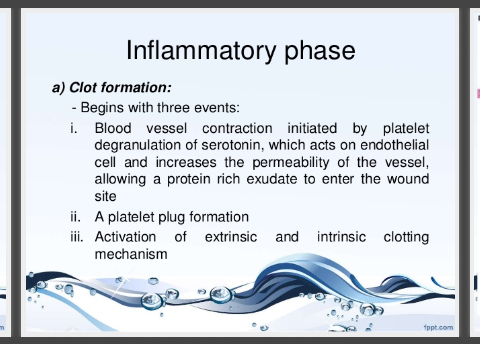 Inflammatory phase
a) Clot formation:
- Begins with three events:
i. Blood vessel contraction initiated by platelet
degranulation of serotonin, which acts on endothelial
cell and increases the permeability of the vessel,
allowing a protein rich exudate to enter the wound
site
ii. A platelet plug formation
iii. Activation of extrinsic and intrinsic clotting
mechanism
fppt.com